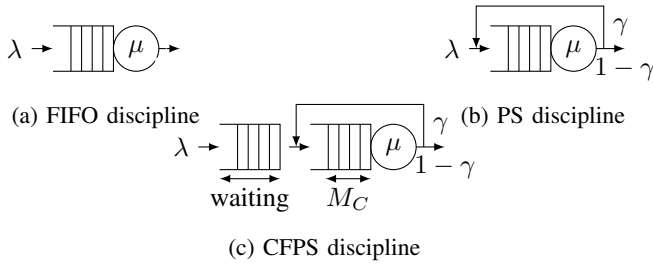 λ μ
(a) FIFO discipline
λ μ γ
1 − γ
(b) PS discipline
λ μ γ
1 − γ
waiting M_C
(c) CFPS discipline